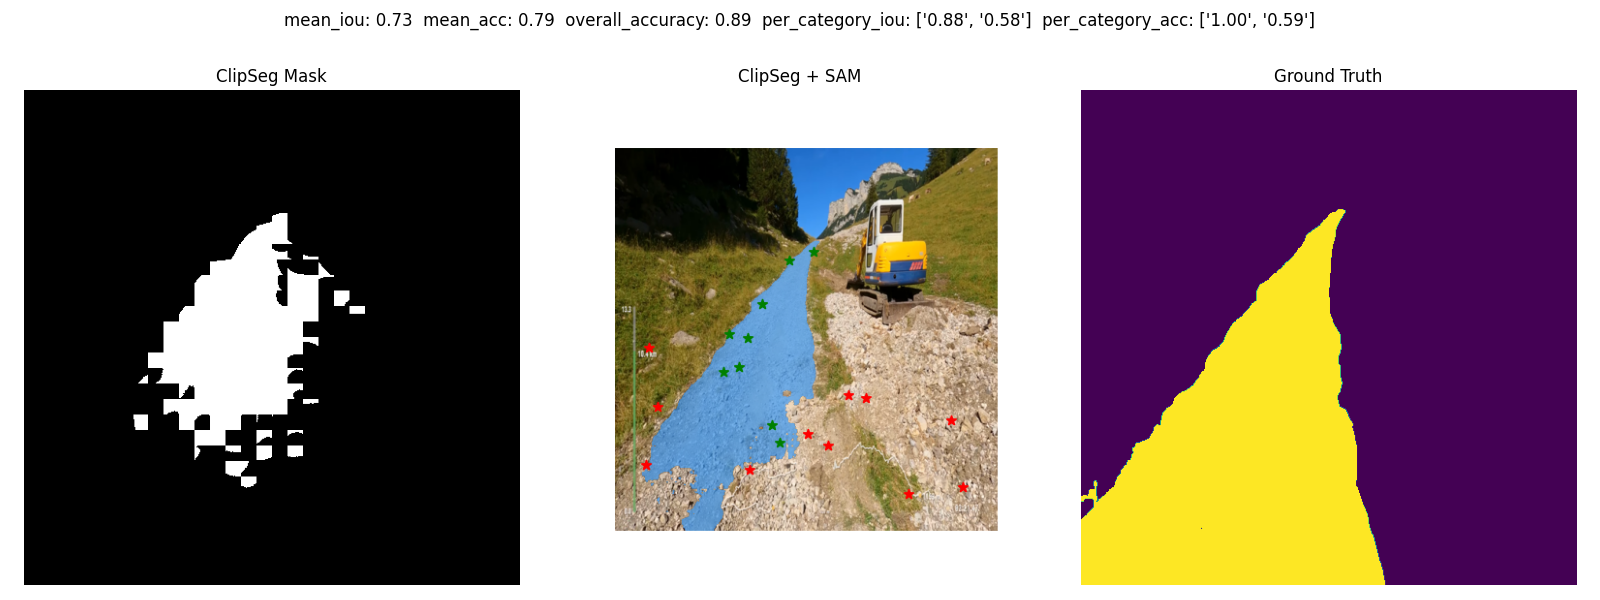 mean_iou: 0.73  mean_acc: 0.79  overall_accuracy: 0.89  per_category_iou: ['0.88', '0.58']  per_category_acc: ['1.00', '0.59']
ClipSeg Mask
ClipSeg + SAM
Ground Truth